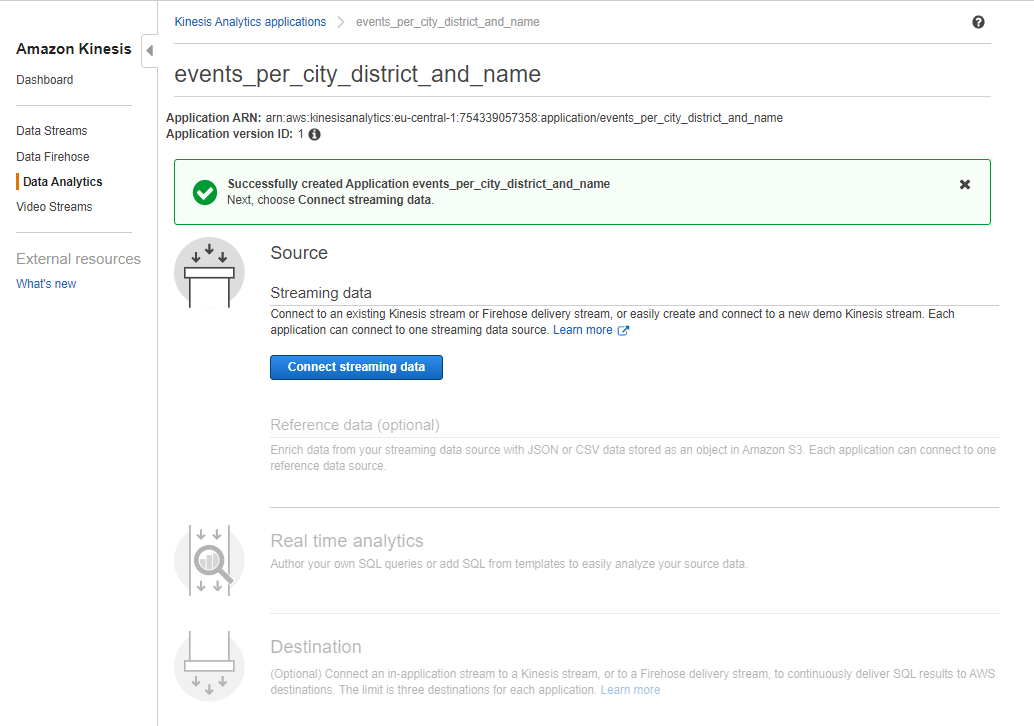 Kinesis Analytics applications
events_per_city_district_and_name
Amazon Kinesis
Dashboard
Data Streams
Data Firehose
Data Analytics
Video Streams
External resources
What's new
events_per_city_district_and_name
Application ARN: arn:aws:kinesisanalytics:eu-central-1:754339057358:application/events_per_city_district_and_name
Application version ID: 1
Successfully created Application events_per_city_district_and_name
Next, choose Connect streaming data.
Source
Streaming data
Connect to an existing Kinesis stream or Firehose delivery stream, or easily create and connect to a new demo Kinesis stream. Each
application can connect to one streaming data source. Learn more
Connect streaming data
Reference data (optional)
Enrich data from your streaming data source with JSON or CSV data stored as an object in Amazon S3. Each application can connect to one
reference data source.
Real time analytics
Author your own SQL queries or add SQL from templates to easily analyze your source data.
Destination
(Optional) Connect an in-application stream to a Kinesis stream, or to a Firehose delivery stream, to continuously deliver SQL results to AWS
destinations. The limit is three destinations for each application. Learn more